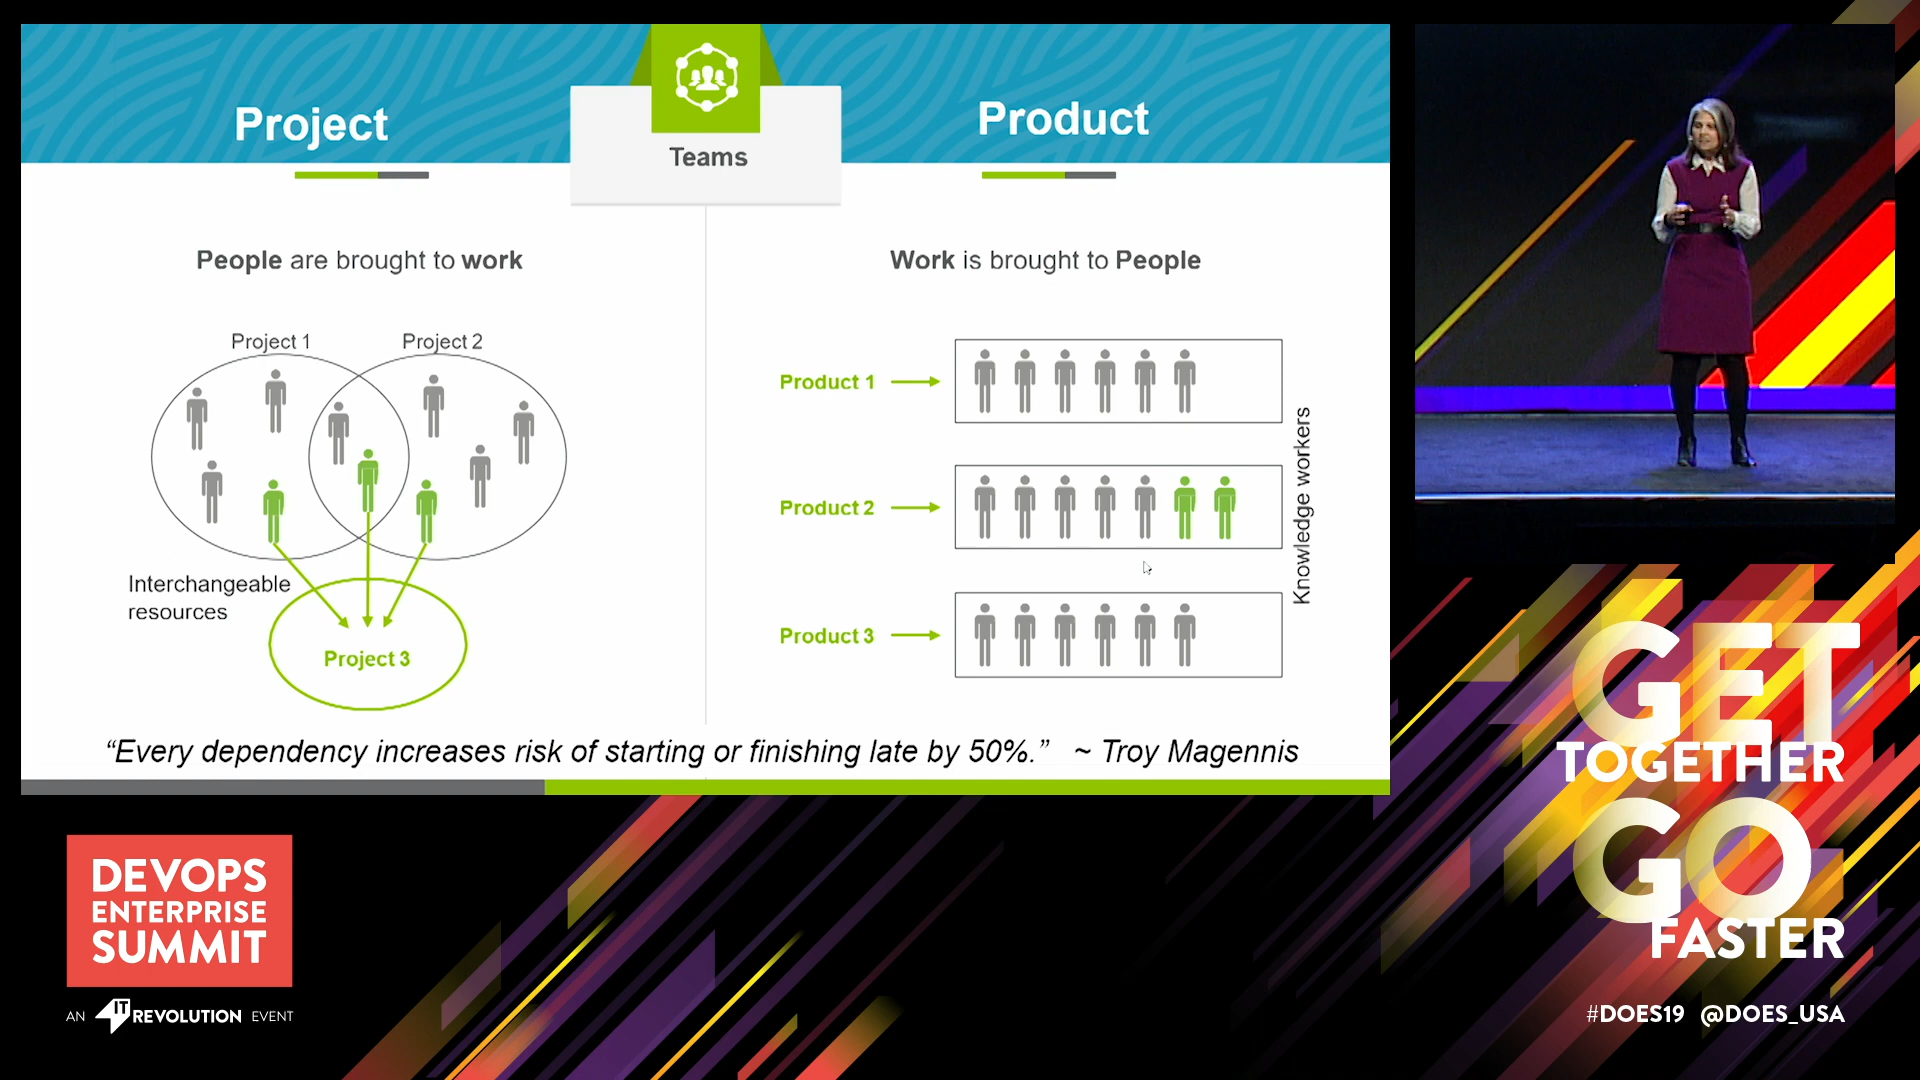 Project
Teams
Product
People are brought to work
Work is brought to People
Project 1
Project 2
Interchangeable
resources
Project 3
Product 1
Product 2
Product 3
Knowledge workers
“Every dependency increases risk of starting or finishing late by 50%.” ~ Troy Magennis
DEVOPS
ENTERPRISE
SUMMIT
AN IT REVOLUTION EVENT
GET
TOGETHER
GO
FASTER
#DOES19 @DOES_USA